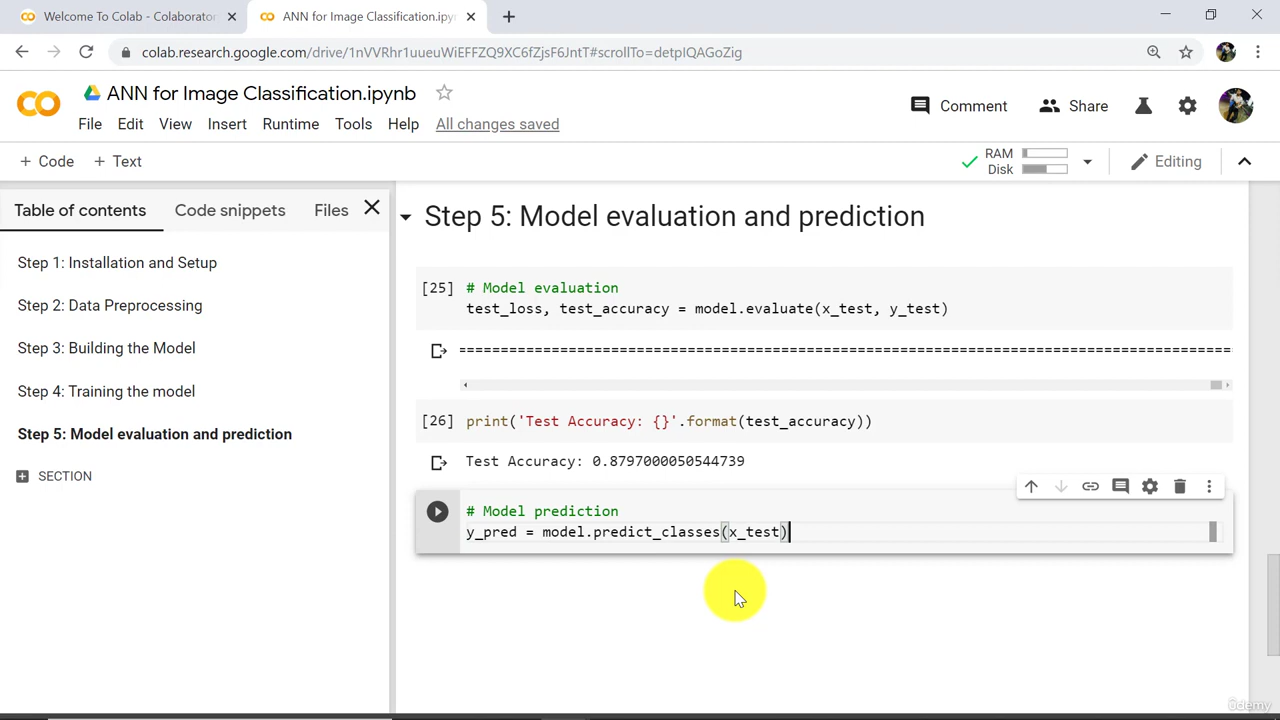 Welcome To Colab - Colaborator
ANN for Image Classification.ipyn
colab.research.google.com/drive/1nVVRhr1uueuWiEFFZQ9XC6fZjsF6JntT#scrollTo=detpIQAGoZig
ANN for Image Classification.ipynb
Comment
Share
File Edit View Insert Runtime Tools Help All changes saved
+ Code + Text
RAM
Disk
Editing
Table of contents Code snippets Files
Step 1: Installation and Setup
Step 2: Data Preprocessing
Step 3: Building the Model
Step 4: Training the model
Step 5: Model evaluation and prediction
SECTION
Step 5: Model evaluation and prediction
[25] # Model evaluation
test_loss, test_accuracy = model.evaluate(x_test, y_test)
===========================================================================================
[26] print('Test Accuracy: {}'.format(test_accuracy))
Test Accuracy: 0.8797000050544739
# Model prediction
y_pred = model.predict_classes(x_test)
ûdemy